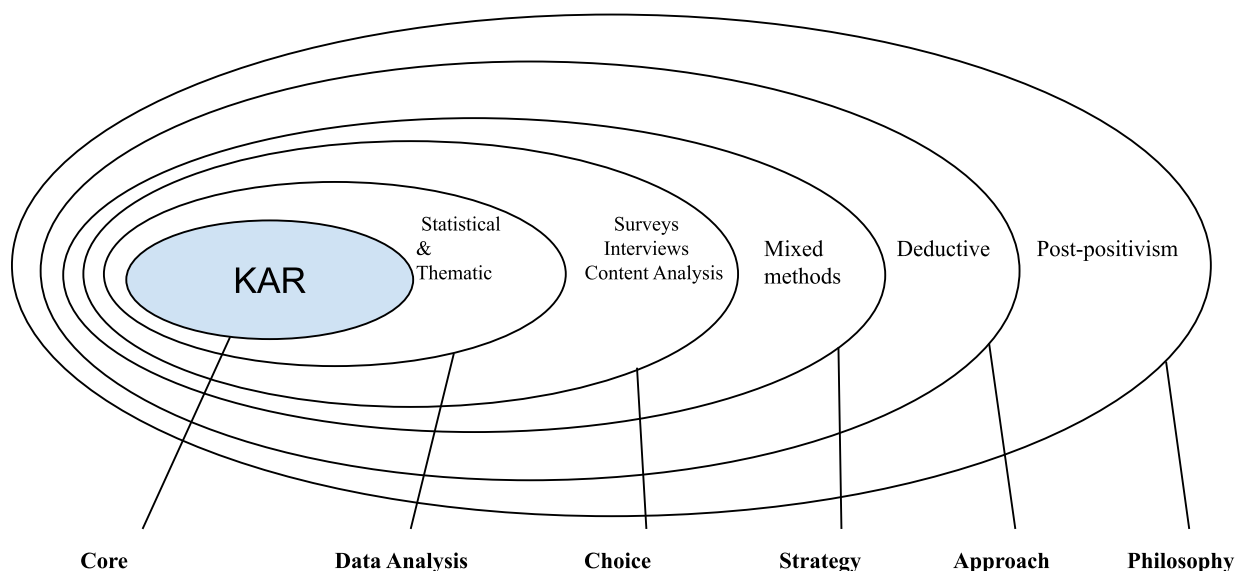 KAR
Statistical
&
Thematic
Surveys
Interviews
Content Analysis
Mixed
methods
Deductive
Post-positivism
Core
Data Analysis
Choice
Strategy
Approach
Philosophy